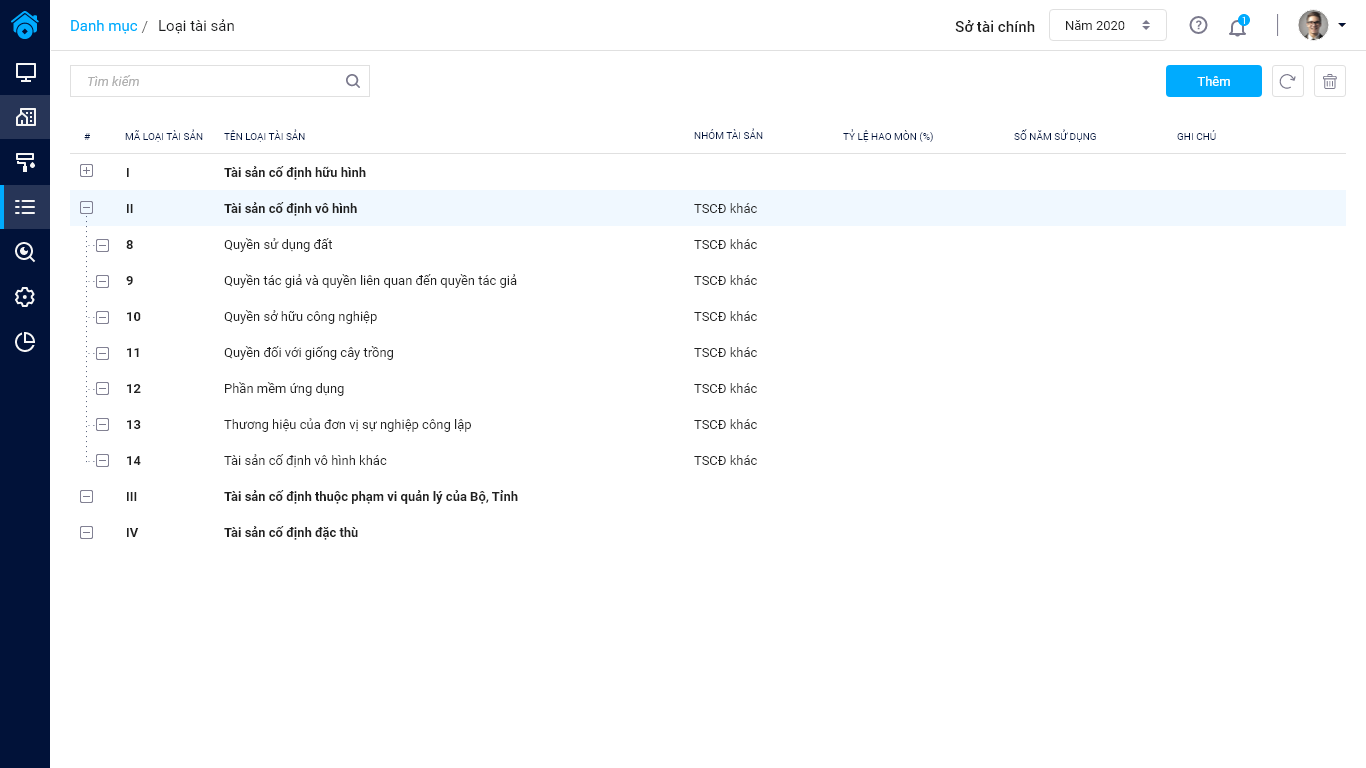 Danh mục / Loại tài sản
Sở tài chính
Năm 2020
1
Tìm kiếm
Thêm
# MÃ LOẠI TÀI SẢN TÊN LOẠI TÀI SẢN NHÓM TÀI SẢN TỶ LỆ HAO MÒN (%) SỐ NĂM SỬ DỤNG GHI CHÚ
I Tài sản cố định hữu hình
II Tài sản cố định vô hình TSCĐ khác
8 Quyền sử dụng đất TSCĐ khác
9 Quyền tác giả và quyền liên quan đến quyền tác giả TSCĐ khác
10 Quyền sở hữu công nghiệp TSCĐ khác
11 Quyền đối với giống cây trồng TSCĐ khác
12 Phần mềm ứng dụng TSCĐ khác
13 Thương hiệu của đơn vị sự nghiệp công lập TSCĐ khác
14 Tài sản cố định vô hình khác TSCĐ khác
III Tài sản cố định thuộc phạm vi quản lý của Bộ, Tỉnh
IV Tài sản cố định đặc thù